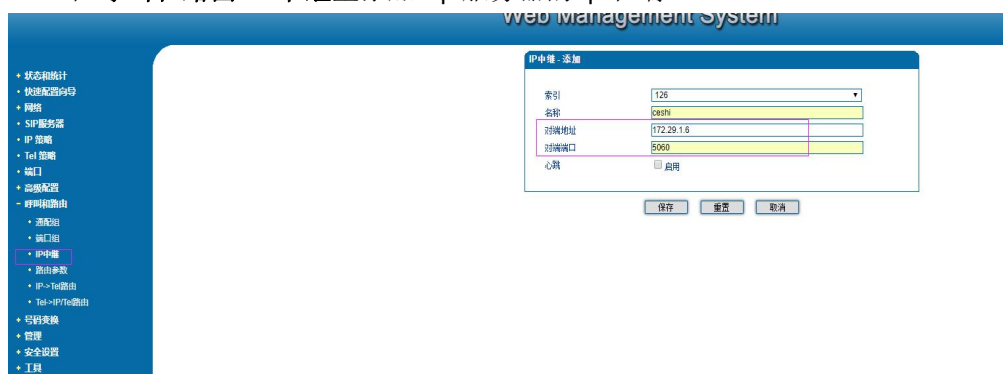 Web Management System
+ 状态和统计
• 快速配置向导
+ 网络
• SIP服务器
• IP 策略
• Tel 策略
• 端口
+ 高级配置
- 呼叫和路由
• 通配组
• 端口组
• IP中继
• 路由参数
• IP->Tel路由
• Tel->IP/Tel路由
+ 号码变换
+ 管理
+ 安全设置
+ 工具
IP中继 - 添加
索引 126
名称 ceshi
对端地址 172.29.1.6
对端端口 5060
心跳 启用
保存 重置 取消